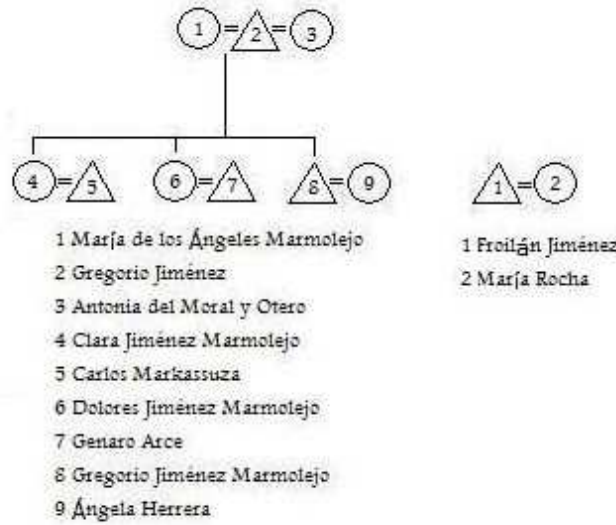 1 = 2 = 3
4 = 5 6 = 7 8 = 9
1 = 2
1 María de los Ángeles Marmolejo
2 Gregorio Jiménez
3 Antonia del Moral y Otero
4 Clara Jiménez Marmolejo
5 Carlos Markassuza
6 Dolores Jiménez Marmolejo
7 Genaro Arce
8 Gregorio Jiménez Marmolejo
9 Ángela Herrera
1 Froilán Jiménez
2 María Rocha